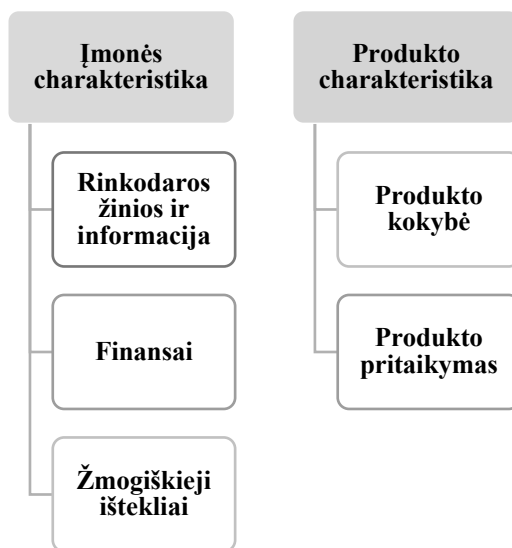 Įmonės
charakteristika
Rinkodaros
žinios ir
informacija
Finansai
Žmogiškieji
ištekliai
Produkto
charakteristika
Produkto
kokybė
Produkto
pritaikymas